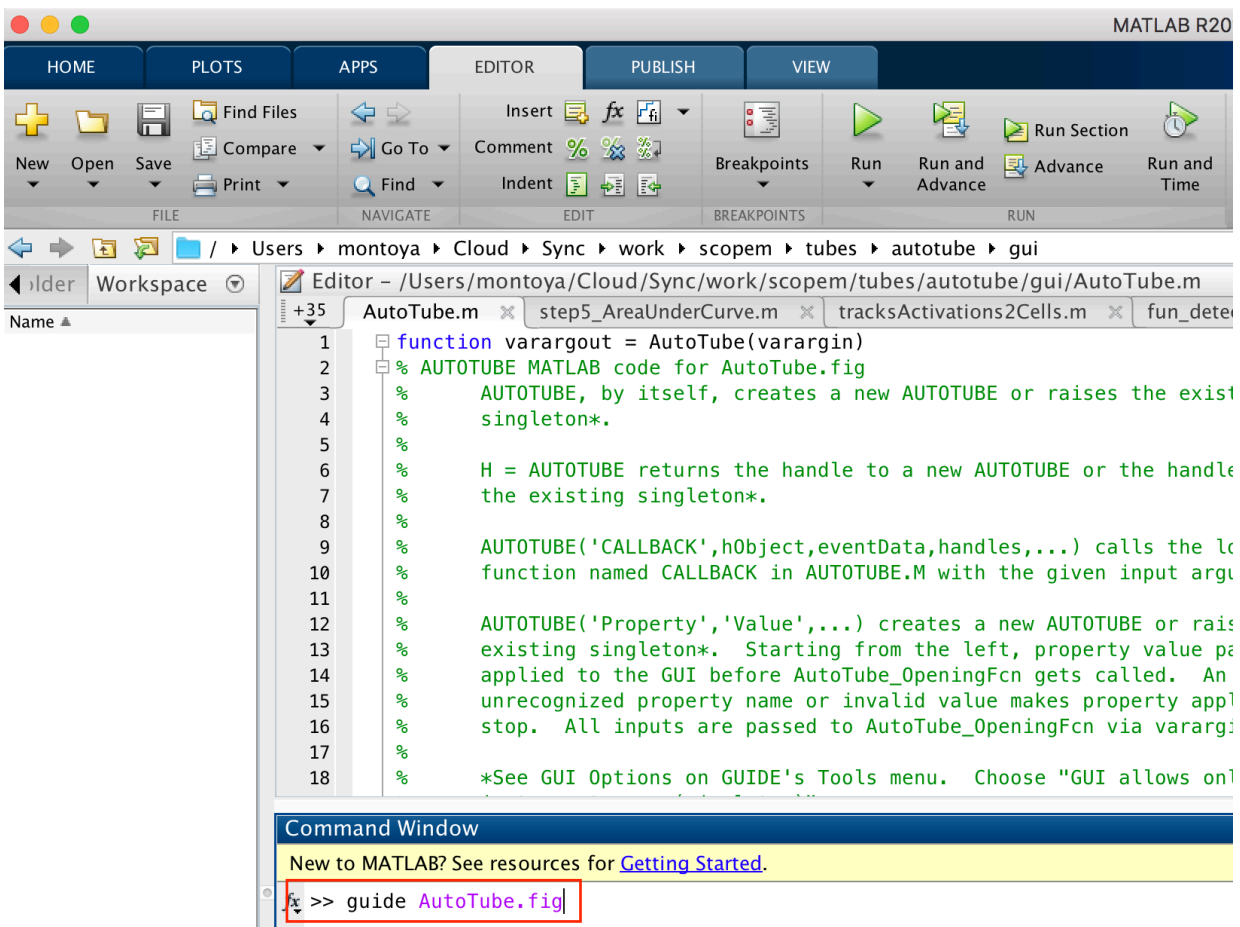 MATLAB R20
HOME PLOTS APPS EDITOR PUBLISH VIEW
New Open Save
Find Files
Compare
Print
FILE
Go To
Find
NAVIGATE
Insert fx fi
Comment
Indent
EDIT
Breakpoints
BREAKPOINTS
Run
Run and Advance
Run Section
Advance
Run and Time
RUN
/ Users montoya Cloud Sync work scopem tubes autotube gui
older Workspace
Name
Editor – /Users/montoya/Cloud/Sync/work/scopem/tubes/autotube/gui/AutoTube.m
+35 AutoTube.m step5_AreaUnderCurve.m tracksActivations2Cells.m fun_dete
1 function varargout = AutoTube(varargin)
2 % AUTOTUBE MATLAB code for AutoTube.fig
3 % AUTOTUBE, by itself, creates a new AUTOTUBE or raises the exist
4 % singleton*.
5 %
6 % H = AUTOTUBE returns the handle to a new AUTOTUBE or the handle
7 % the existing singleton*.
8 %
9 % AUTOTUBE('CALLBACK',hObject,eventData,handles,...) calls the lo
10 % function named CALLBACK in AUTOTUBE.M with the given input argu
11 %
12 % AUTOTUBE('Property','Value',...) creates a new AUTOTUBE or rais
13 % existing singleton*. Starting from the left, property value pa
14 % applied to the GUI before AutoTube_OpeningFcn gets called. An
15 % unrecognized property name or invalid value makes property appl
16 % stop. All inputs are passed to AutoTube_OpeningFcn via varargi
17 %
18 % *See GUI Options on GUIDE's Tools menu. Choose "GUI allows onl
Command Window
New to MATLAB? See resources for Getting Started.
fx >> guide AutoTube.fig